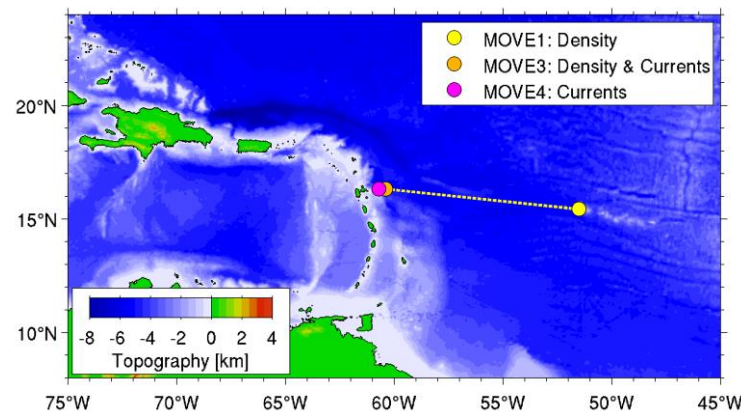 MOVE1: Density
MOVE3: Density & Currents
MOVE4: Currents
20°N
15°N
10°N
-8 -6 -4 -2 0 2 4
Topography [km]
75°W 70°W 65°W 60°W 55°W 50°W 45°W